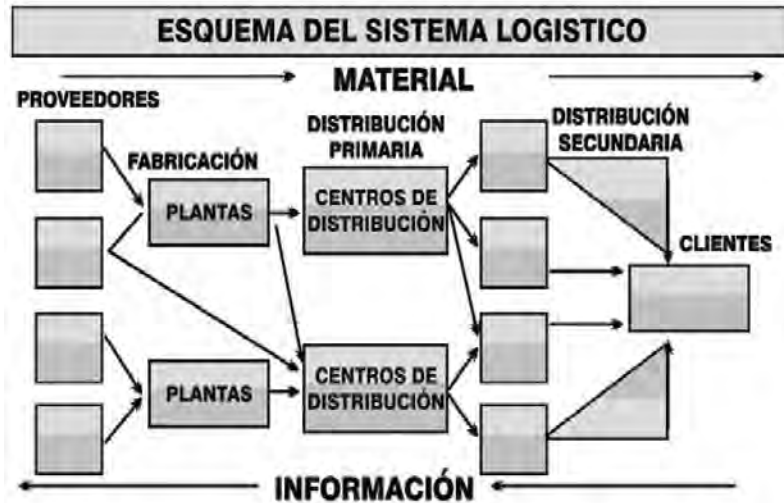 ESQUEMA DEL SISTEMA LOGISTICO
MATERIAL
PROVEEDORES
DISTRIBUCIÓN
PRIMARIA
DISTRIBUCIÓN
SECUNDARIA
FABRICACIÓN
PLANTAS
CENTROS DE
DISTRIBUCIÓN
CLIENTES
PLANTAS
CENTROS DE
DISTRIBUCIÓN
INFORMACIÓN